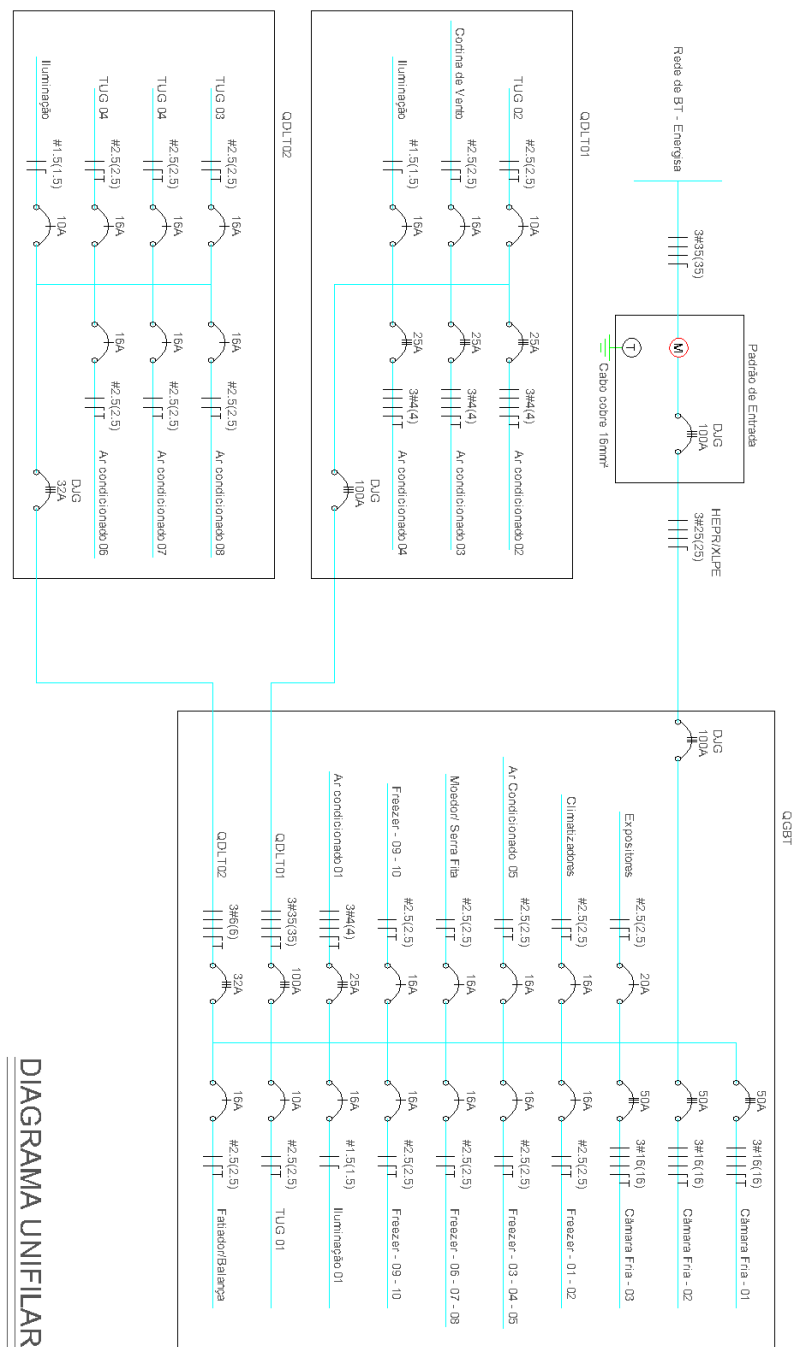 Rede de BT - Energisa
3#35(35)
Padrão de Entrada
M
T
Cabo cobre 16mm²
DJG
100A
HEPR/XLPE
3#25(25)
QGBT
DJG
100A
Expositores
#2.5(2.5)
20A
Climatizadores
#2.5(2.5)
16A
Ar Condicionado 05
#2.5(2.5)
16A
Moedor/ Serra Fita
#2.5(2.5)
16A
Freezer - 09 - 10
#2.5(2.5)
16A
Ar condicionado 01
3#4(4)
25A
QDLT01
3#35(35)
100A
QDLT02
3#6(6)
32A
50A
3#16(16)
Câmara Fria - 01
50A
3#16(16)
Câmara Fria - 02
50A
3#16(16)
Câmara Fria - 03
16A
#2.5(2.5)
Freezer - 01 - 02
16A
#2.5(2.5)
Freezer - 03 - 04 - 05
16A
#2.5(2.5)
Freezer - 06 - 07 - 08
16A
#2.5(2.5)
Freezer - 09 - 10
16A
#1.5(1.5)
Iluminação 01
10A
#2.5(2.5)
TUG 01
16A
#2.5(2.5)
Fatiador/Balança
QDLT01
TUG 02
#2.5(2.5)
10A
Cortina de Vento
#2.5(2.5)
16A
Iluminação
#1.5(1.5)
16A
25A
3#4(4)
Ar condicionado 02
25A
3#4(4)
Ar condicionado 03
25A
3#4(4)
Ar condicionado 04
DJG
100A
QDLT02
TUG 03
#2.5(2.5)
16A
TUG 04
#2.5(2.5)
16A
TUG 04
#2.5(2.5)
16A
Iluminação
#1.5(1.5)
10A
16A
#2.5(2.5)
Ar condicionado 08
16A
#2.5(2.5)
Ar condicionado 07
16A
#2.5(2.5)
Ar condicionado 06
DJG
32A
DIAGRAMA UNIFILAR